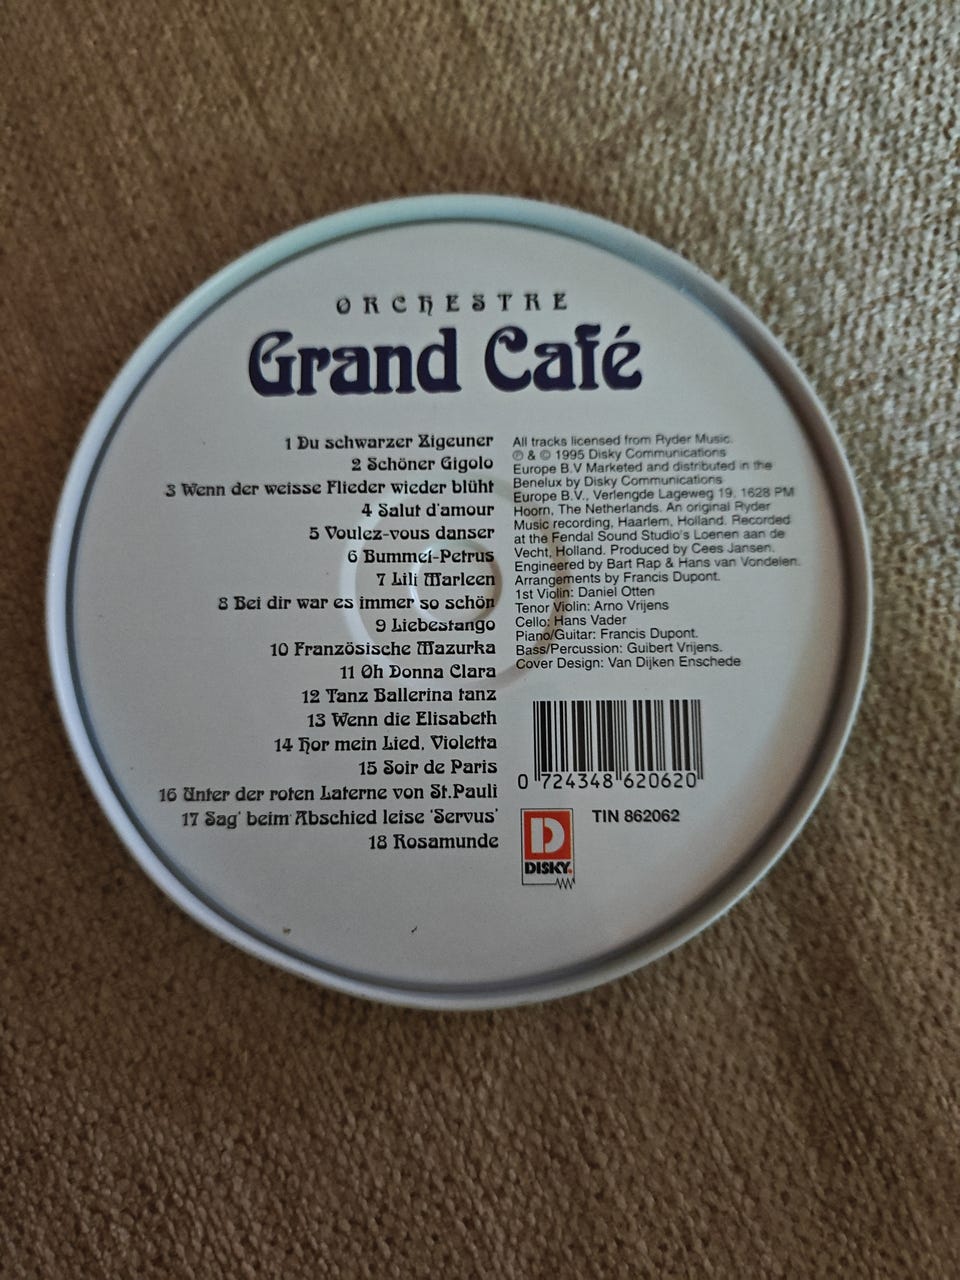 ORCHESTRE
Grand Café
1 Du schwarzer Zigeuner
2 Schöner Gigolo
3 Wenn der weisse Flieder wieder blüht
4 Salut d'amour
5 Voulez-vous danser
6 Bummel-Petrus
7 Lili Marleen
8 Bei dir war es immer so schön
9 Liebestango
10 Französische Mazurka
11 Oh Donna Clara
12 Tanz Ballerina tanz
13 Wenn die Elisabeth
14 Hor mein Lied, Violetta
15 Soir de Paris
16 Unter der roten Laterne von St.Pauli
17 Sag' beim Abschied leise 'Servus'
18 Rosamunde
All tracks licensed from Ryder Music.
℗ & © 1995 Disky Communications
Europe B.V Marketed and distributed in the
Benelux by Disky Communications
Europe B.V., Verlengde Lageweg 19, 1628 PM
Hoorn, The Netherlands. An original Ryder
Music recording, Haarlem, Holland. Recorded
at the Fendal Sound Studio's Loenen aan de
Vecht, Holland. Produced by Cees Jansen.
Engineered by Bart Rap & Hans van Vondelen.
Arrangements by Francis Dupont.
1st Violin: Daniel Otten
Tenor Violin: Arno Vrijens
Cello: Hans Vader
Piano/Guitar: Francis Dupont.
Bass/Percussion: Guibert Vrijens.
Cover Design: Van Dijken Enschede
0 724348 620620
D
DISKY.
TIN 862062